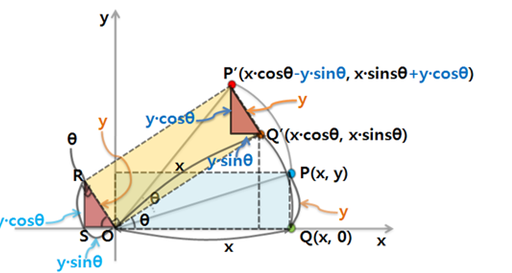 y
P′(x·cosθ-y·sinθ, x·sinsθ+y·cosθ)
y·cosθ
y
θ
y
Q′(x·cosθ, x·sinsθ)
x
y·sinθ
R
P(x, y)
θ
θ
y
y·cosθ
S
O
Q(x, 0)
x
x
y·sinθ